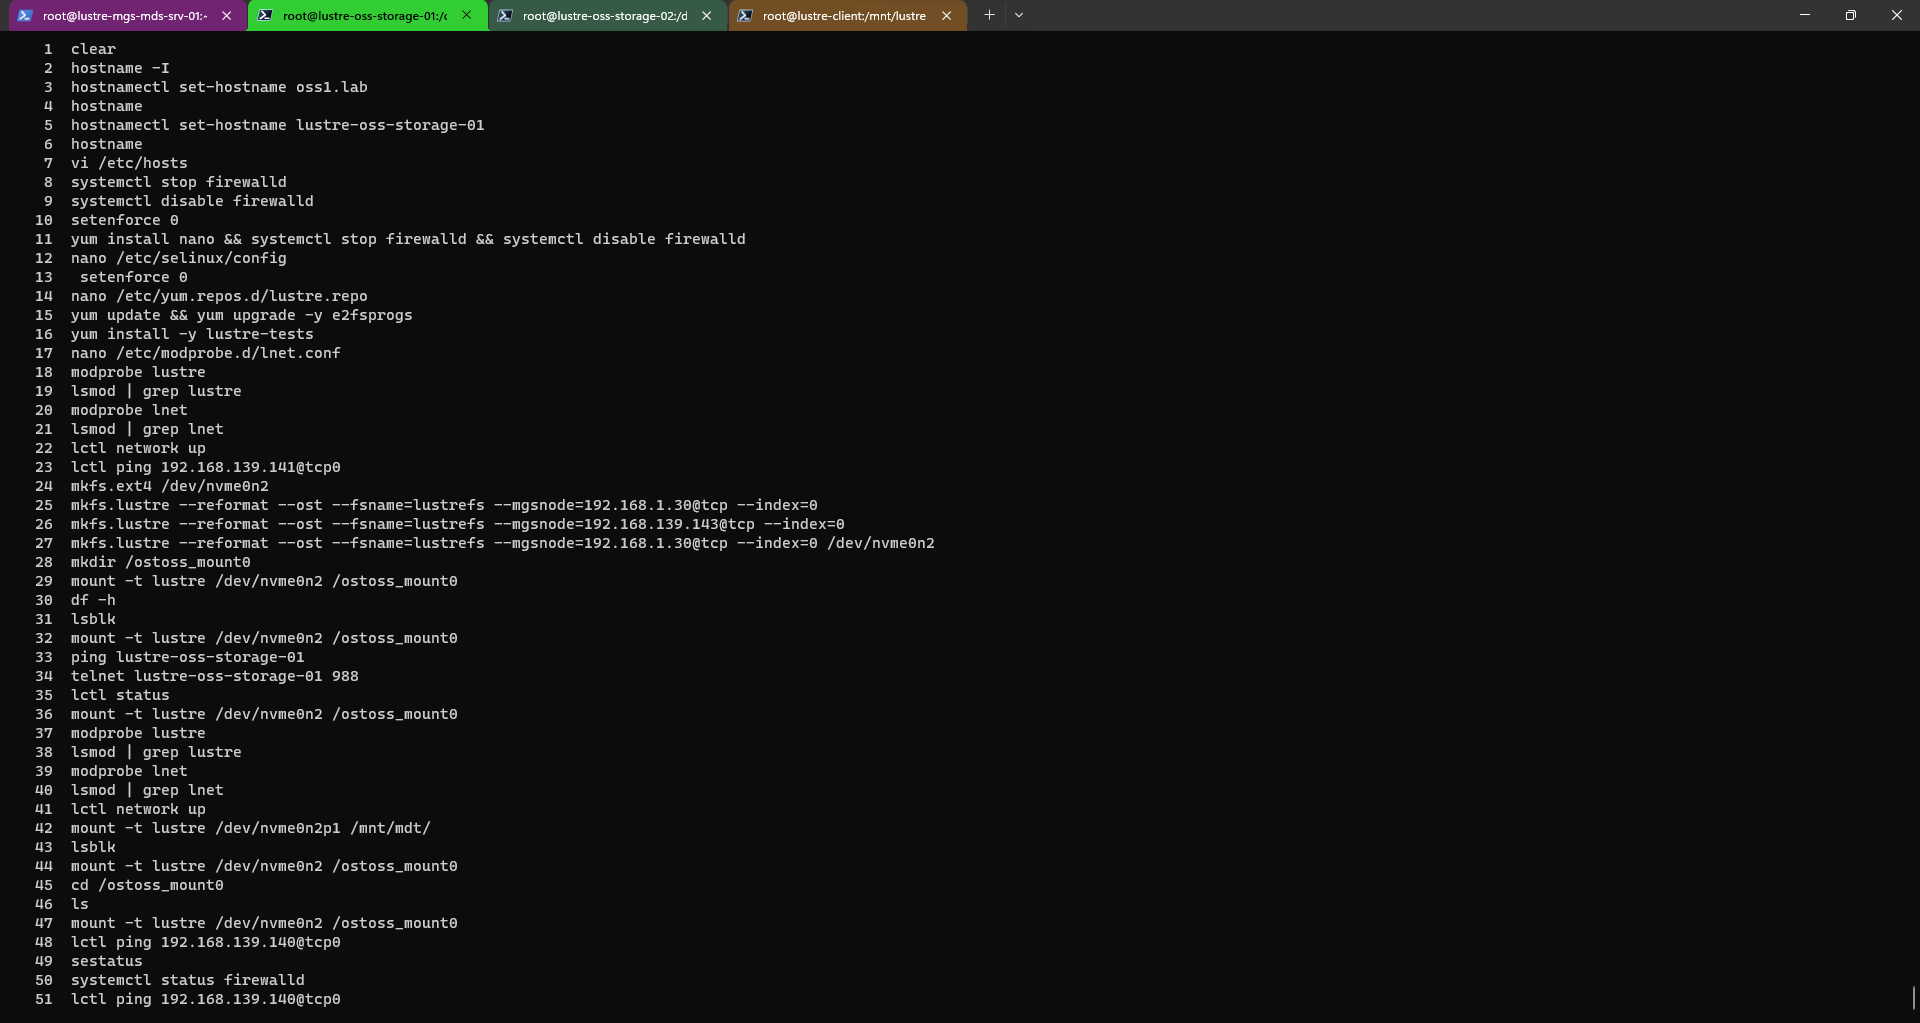 root@lustre-mgs-mds-srv-01:~
root@lustre-oss-storage-01:/c
root@lustre-oss-storage-02:/d
root@lustre-client:/mnt/lustre
1 clear
2 hostname -I
3 hostnamectl set-hostname oss1.lab
4 hostname
5 hostnamectl set-hostname lustre-oss-storage-01
6 hostname
7 vi /etc/hosts
8 systemctl stop firewalld
9 systemctl disable firewalld
10 setenforce 0
11 yum install nano && systemctl stop firewalld && systemctl disable firewalld
12 nano /etc/selinux/config
13  setenforce 0
14 nano /etc/yum.repos.d/lustre.repo
15 yum update && yum upgrade -y e2fsprogs
16 yum install -y lustre-tests
17 nano /etc/modprobe.d/lnet.conf
18 modprobe lustre
19 lsmod | grep lustre
20 modprobe lnet
21 lsmod | grep lnet
22 lctl network up
23 lctl ping 192.168.139.141@tcp0
24 mkfs.ext4 /dev/nvme0n2
25 mkfs.lustre --reformat --ost --fsname=lustrefs --mgsnode=192.168.1.30@tcp --index=0
26 mkfs.lustre --reformat --ost --fsname=lustrefs --mgsnode=192.168.139.143@tcp --index=0
27 mkfs.lustre --reformat --ost --fsname=lustrefs --mgsnode=192.168.1.30@tcp --index=0 /dev/nvme0n2
28 mkdir /ostoss_mount0
29 mount -t lustre /dev/nvme0n2 /ostoss_mount0
30 df -h
31 lsblk
32 mount -t lustre /dev/nvme0n2 /ostoss_mount0
33 ping lustre-oss-storage-01
34 telnet lustre-oss-storage-01 988
35 lctl status
36 mount -t lustre /dev/nvme0n2 /ostoss_mount0
37 modprobe lustre
38 lsmod | grep lustre
39 modprobe lnet
40 lsmod | grep lnet
41 lctl network up
42 mount -t lustre /dev/nvme0n2p1 /mnt/mdt/
43 lsblk
44 mount -t lustre /dev/nvme0n2 /ostoss_mount0
45 cd /ostoss_mount0
46 ls
47 mount -t lustre /dev/nvme0n2 /ostoss_mount0
48 lctl ping 192.168.139.140@tcp0
49 sestatus
50 systemctl status firewalld
51 lctl ping 192.168.139.140@tcp0